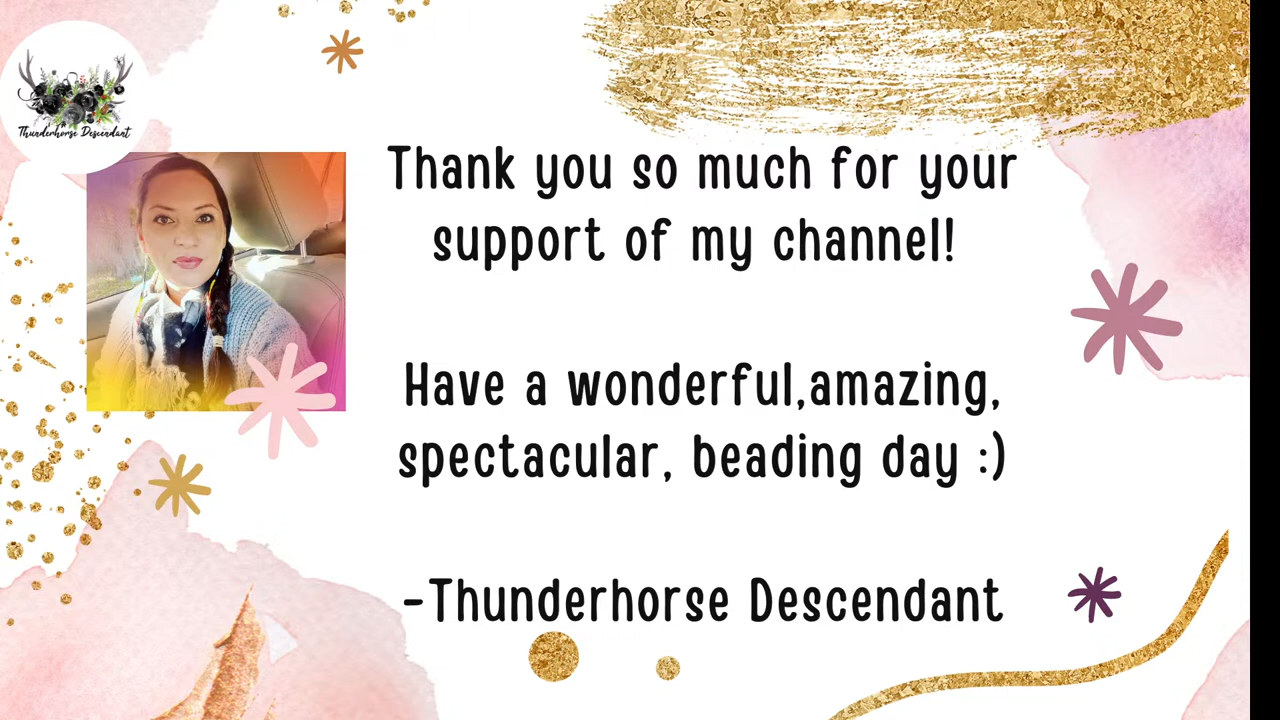 Thunderhorse Descendant
Thank you so much for your
support of my channel!
Have a wonderful,amazing,
spectacular, beading day :)
-Thunderhorse Descendant